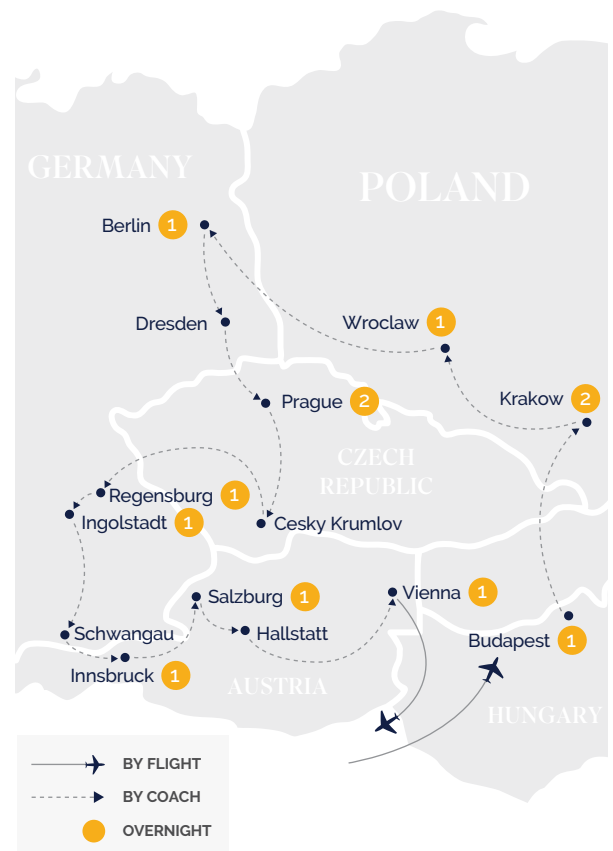 GERMANY
POLAND
Berlin 1
Dresden
Wroclaw 1
Prague 2
Krakow 2
CZECH
REPUBLIC
Regensburg 1
Ingolstadt 1
Cesky Krumlov
Salzburg 1
Vienna 1
Schwangau
Hallstatt
Budapest 1
Innsbruck 1
AUSTRIA
HUNGARY
BY FLIGHT
BY COACH
OVERNIGHT